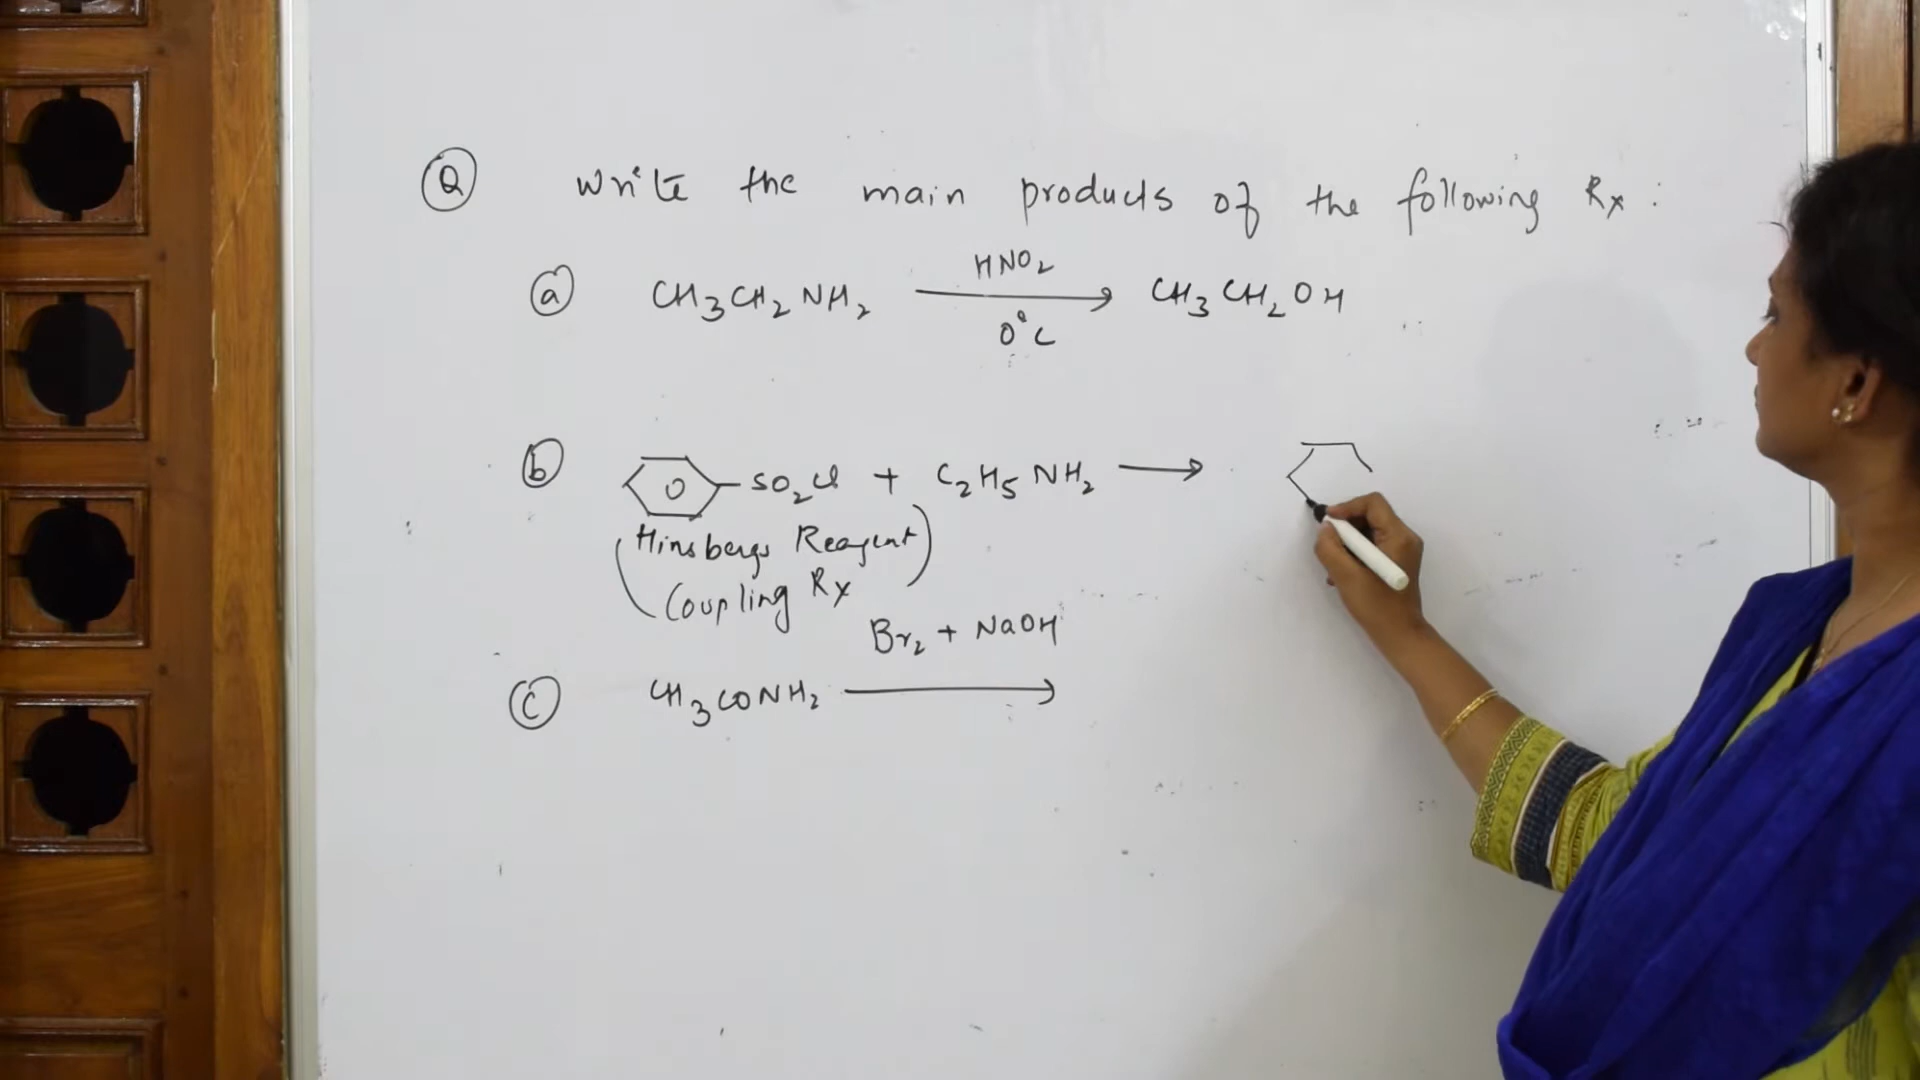 Q Write the main products of the following Rx :
a CH3CH2NH2 HNO2 0°C → CH3CH2OH
b SO2Cl + C2H5NH2 →
(Hinsbergs Reagent
Coupling Rx)
Br2 + NaOH
c CH3CONH2 →